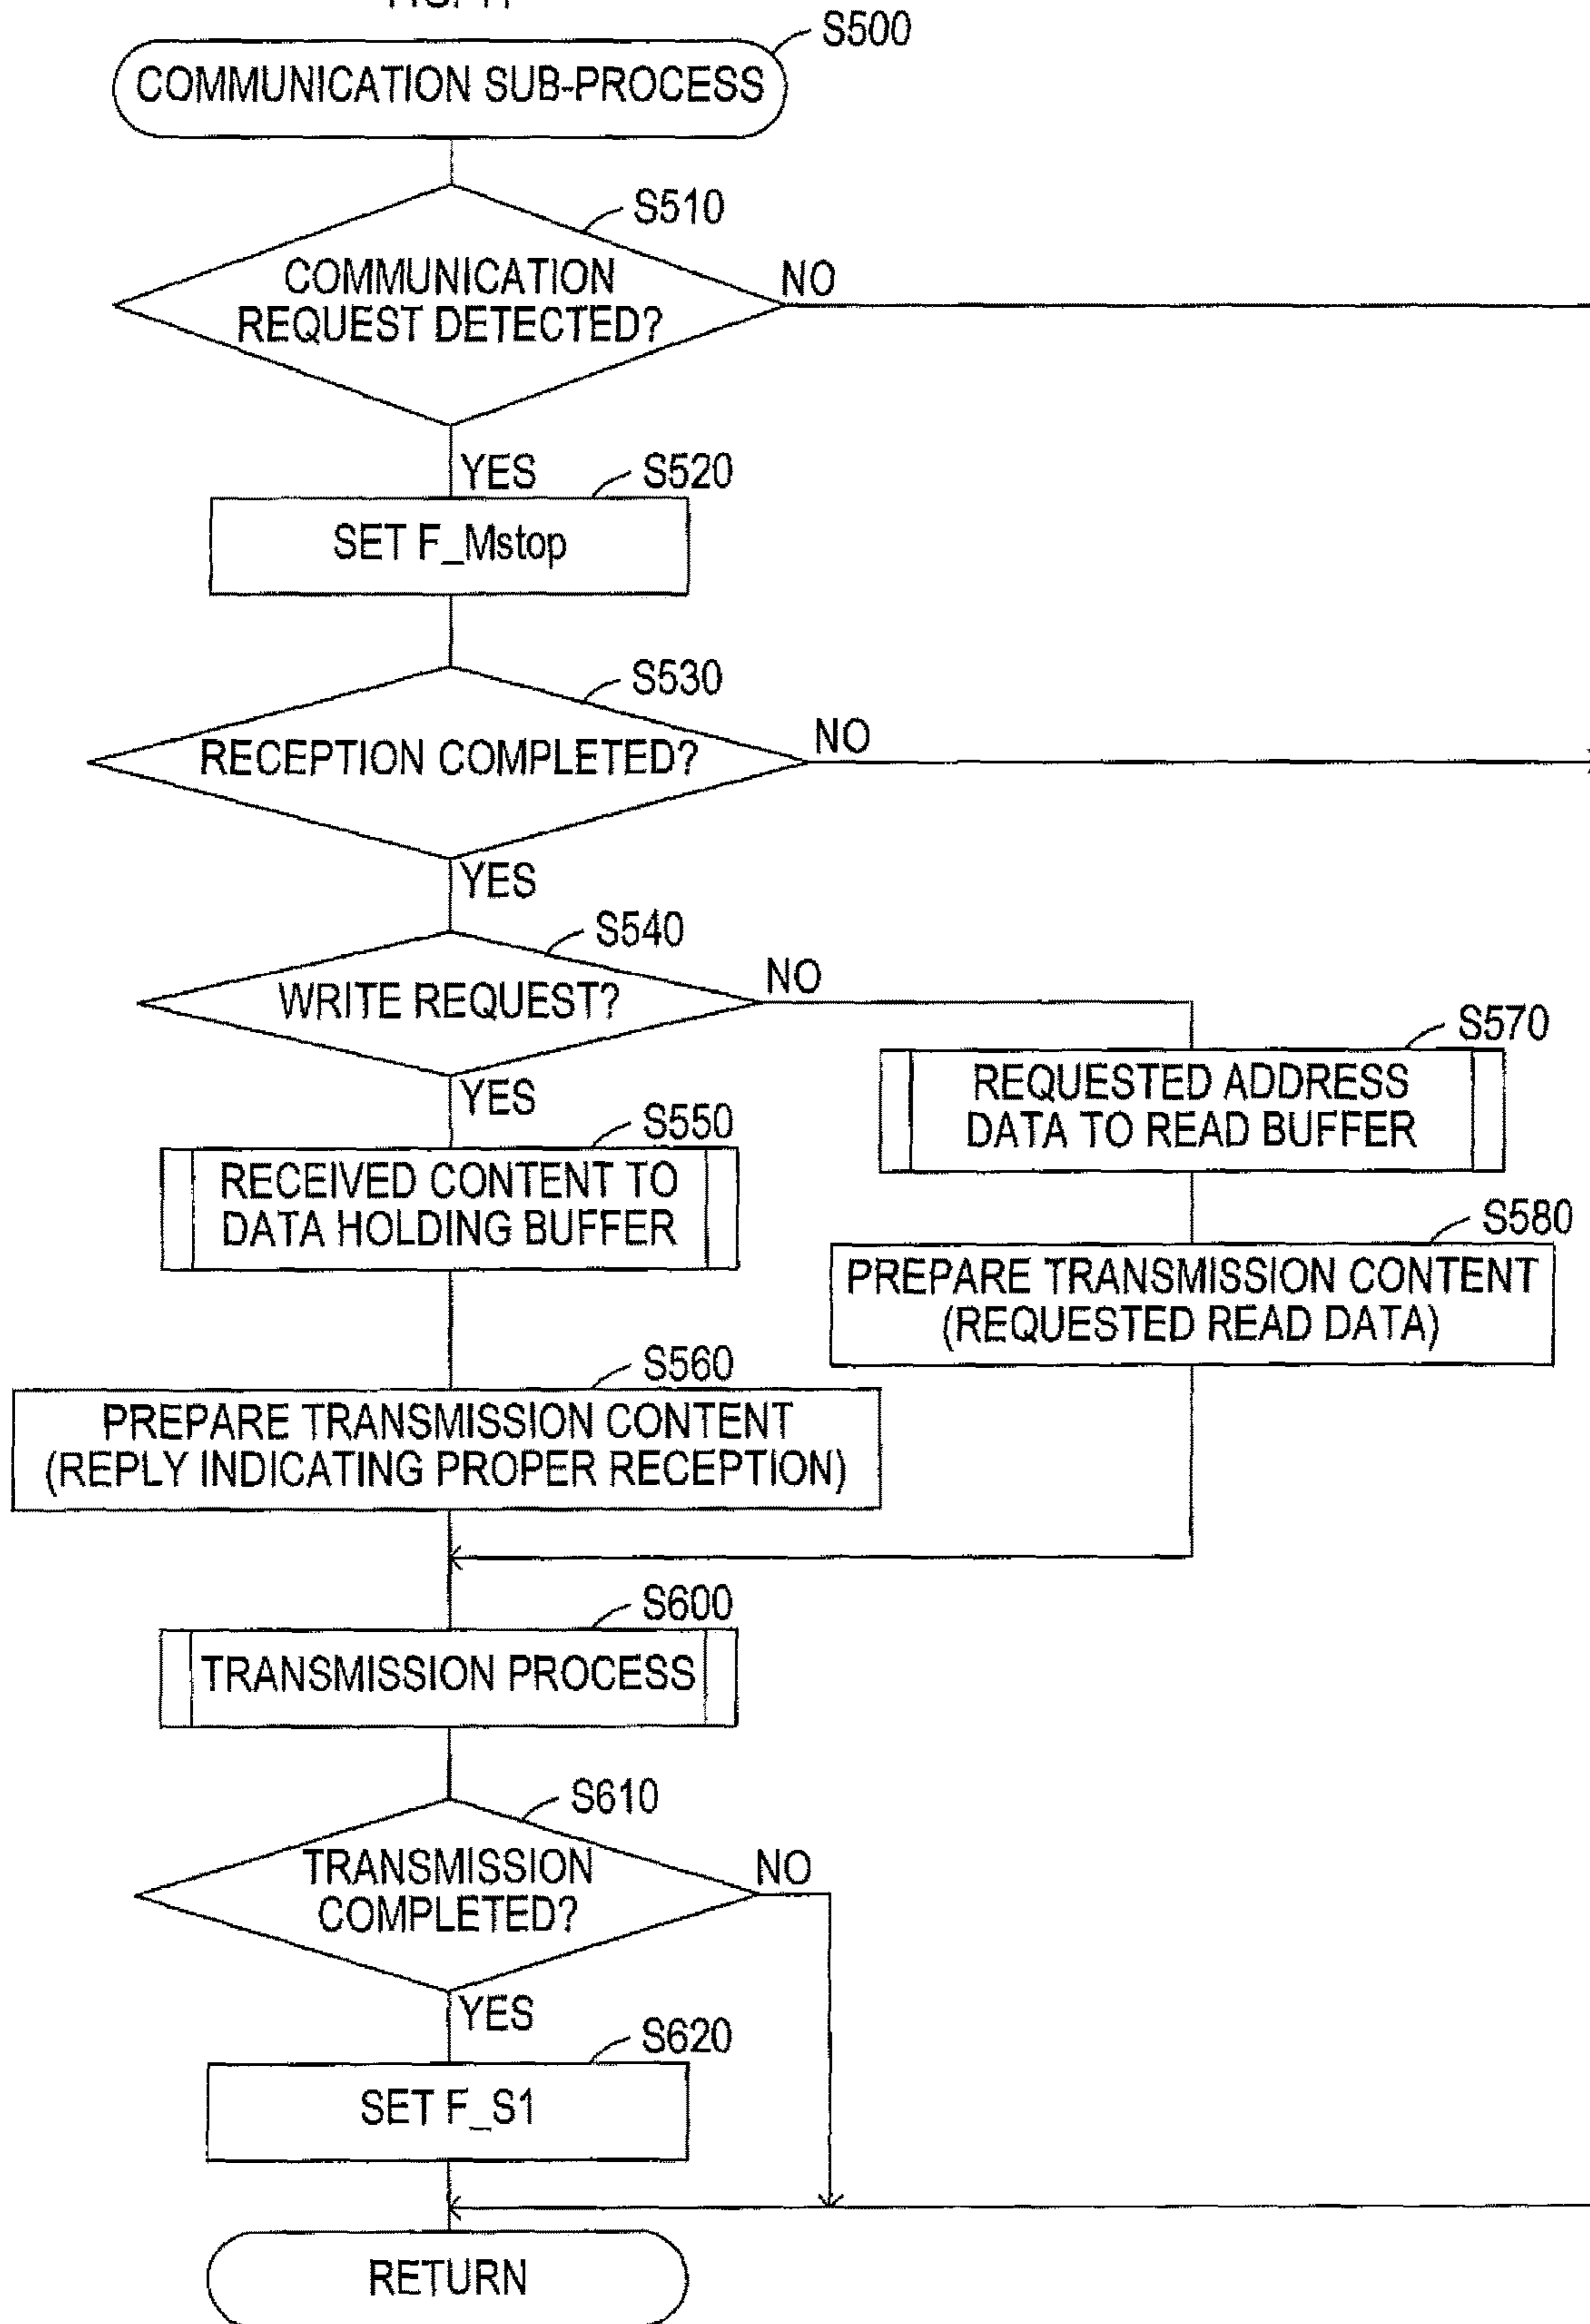 S500
COMMUNICATION SUB-PROCESS
S510
COMMUNICATION
REQUEST DETECTED?
NO
YES
S520
SET F_Mstop
S530
RECEPTION COMPLETED?
NO
YES
S540
WRITE REQUEST?
NO
YES
S570
REQUESTED ADDRESS
DATA TO READ BUFFER
S550
RECEIVED CONTENT TO
DATA HOLDING BUFFER
S580
PREPARE TRANSMISSION CONTENT
(REQUESTED READ DATA)
S560
PREPARE TRANSMISSION CONTENT
(REPLY INDICATING PROPER RECEPTION)
S600
TRANSMISSION PROCESS
S610
TRANSMISSION
COMPLETED?
NO
YES
S620
SET F_S1
RETURN